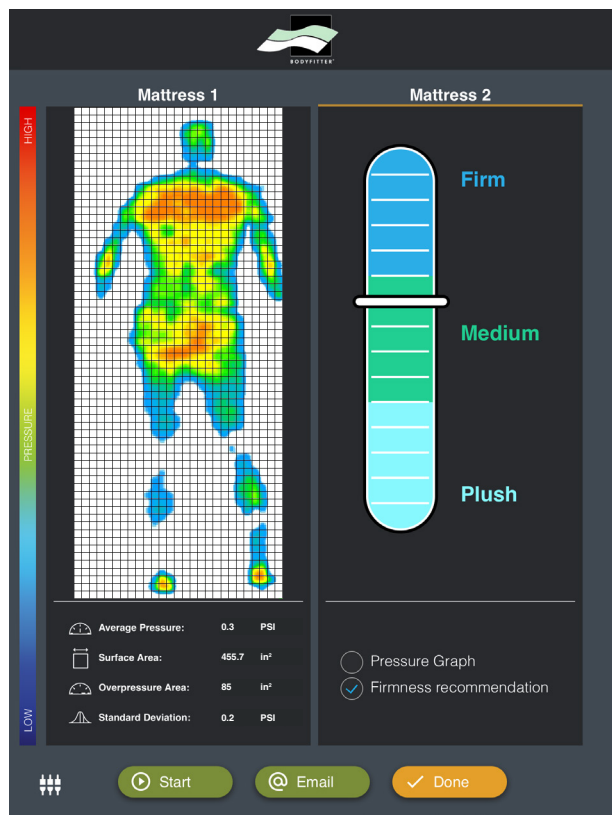 BODYFITTER
Mattress 1
Mattress 2
HIGH
PRESSURE
LOW
Firm
Medium
Plush
Average Pressure: 0.3 PSI
Surface Area: 455.7 in²
Overpressure Area: 85 in²
Standard Deviation: 0.2 PSI
Pressure Graph
Firmness recommendation
Start
Email
Done